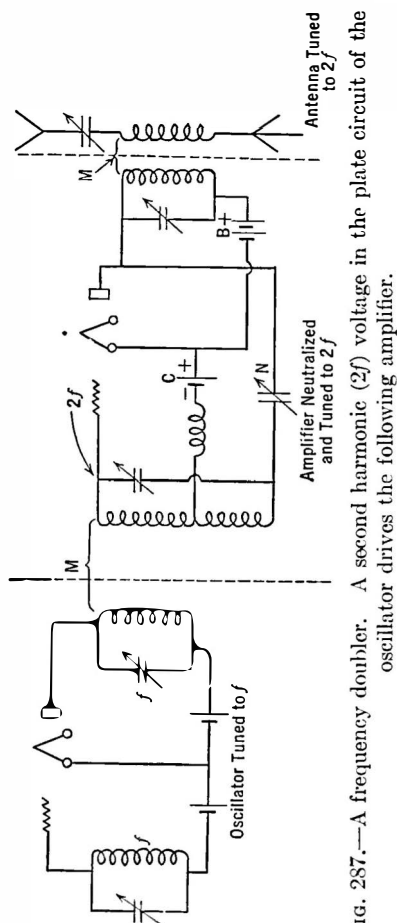 f
f
Oscillator Tuned to f
M
2f
C
+
−
N
Amplifier Neutralized
and Tuned to 2f
B+
M
Antenna Tuned
to 2f
IG. 287.—A frequency doubler. A second harmonic (2f) voltage in the plate circuit of the
oscillator drives the following amplifier.